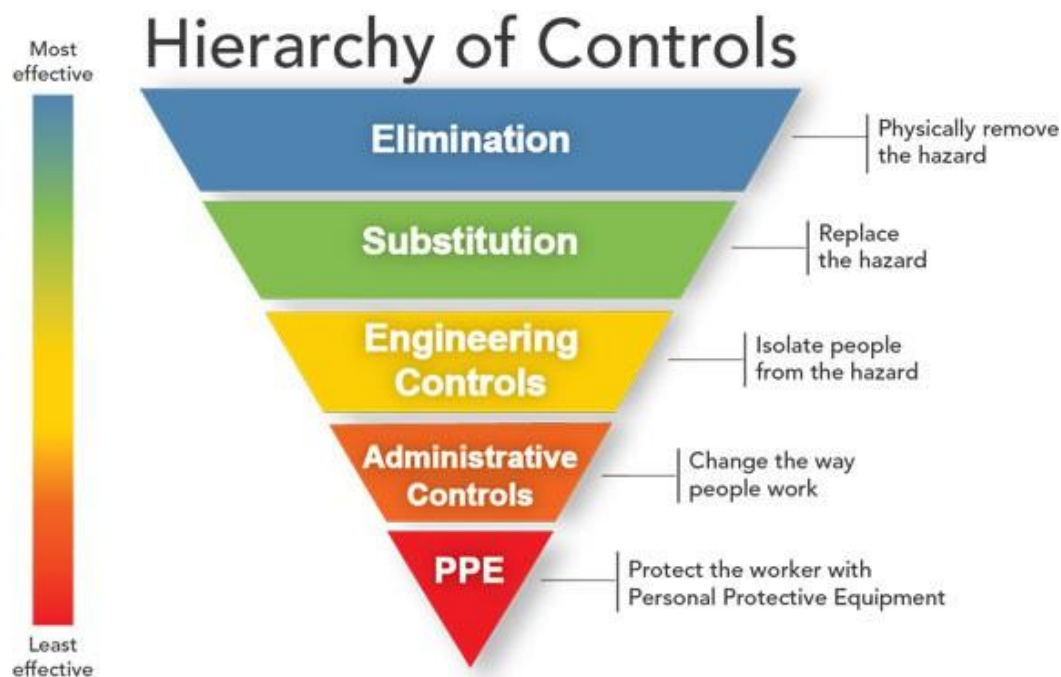 Hierarchy of Controls
Most
effective
Elimination
Physically remove
the hazard
Substitution
Replace
the hazard
Engineering
Controls
Isolate people
from the hazard
Administrative
Controls
Change the way
people work
PPE
Protect the worker with
Personal Protective Equipment
Least
effective